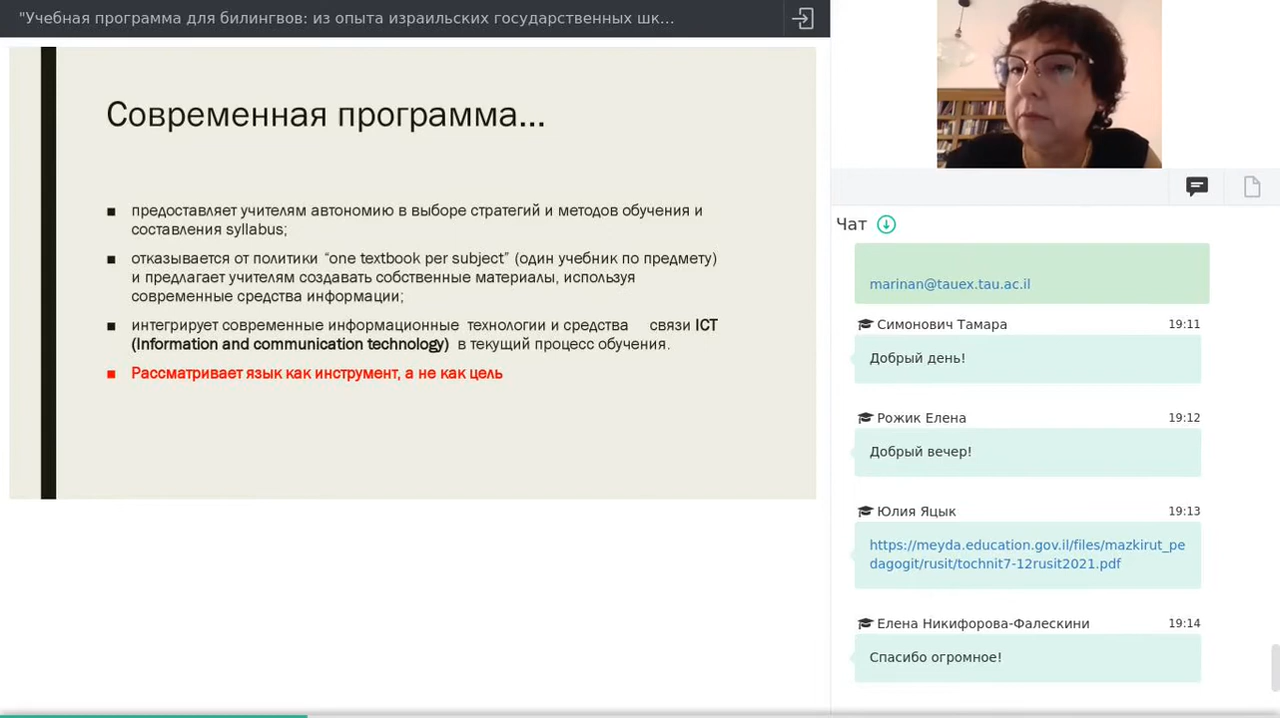 "Учебная программа для билингвов: из опыта израильских государственных шк...
Современная программа...
предоставляет учителям автономию в выборе стратегий и методов обучения и
составления syllabus;
отказывается от политики “one textbook per subject” (один учебник по предмету)
и предлагает учителям создавать собственные материалы, используя
современные средства информации;
интегрирует современные информационные технологии и средства связи ICT
(Information and communication technology) в текущий процесс обучения.
Рассматривает язык как инструмент, а не как цель
Чат
marinan@tauex.tau.ac.il
Симонович Тамара 19:11
Добрый день!
Рожик Елена 19:12
Добрый вечер!
Юлия Яцык 19:13
https://meyda.education.gov.il/files/mazkirut_pe
dagogit/rusit/tochnit7-12rusit2021.pdf
Елена Никифорова-Фалескини 19:14
Спасибо огромное!